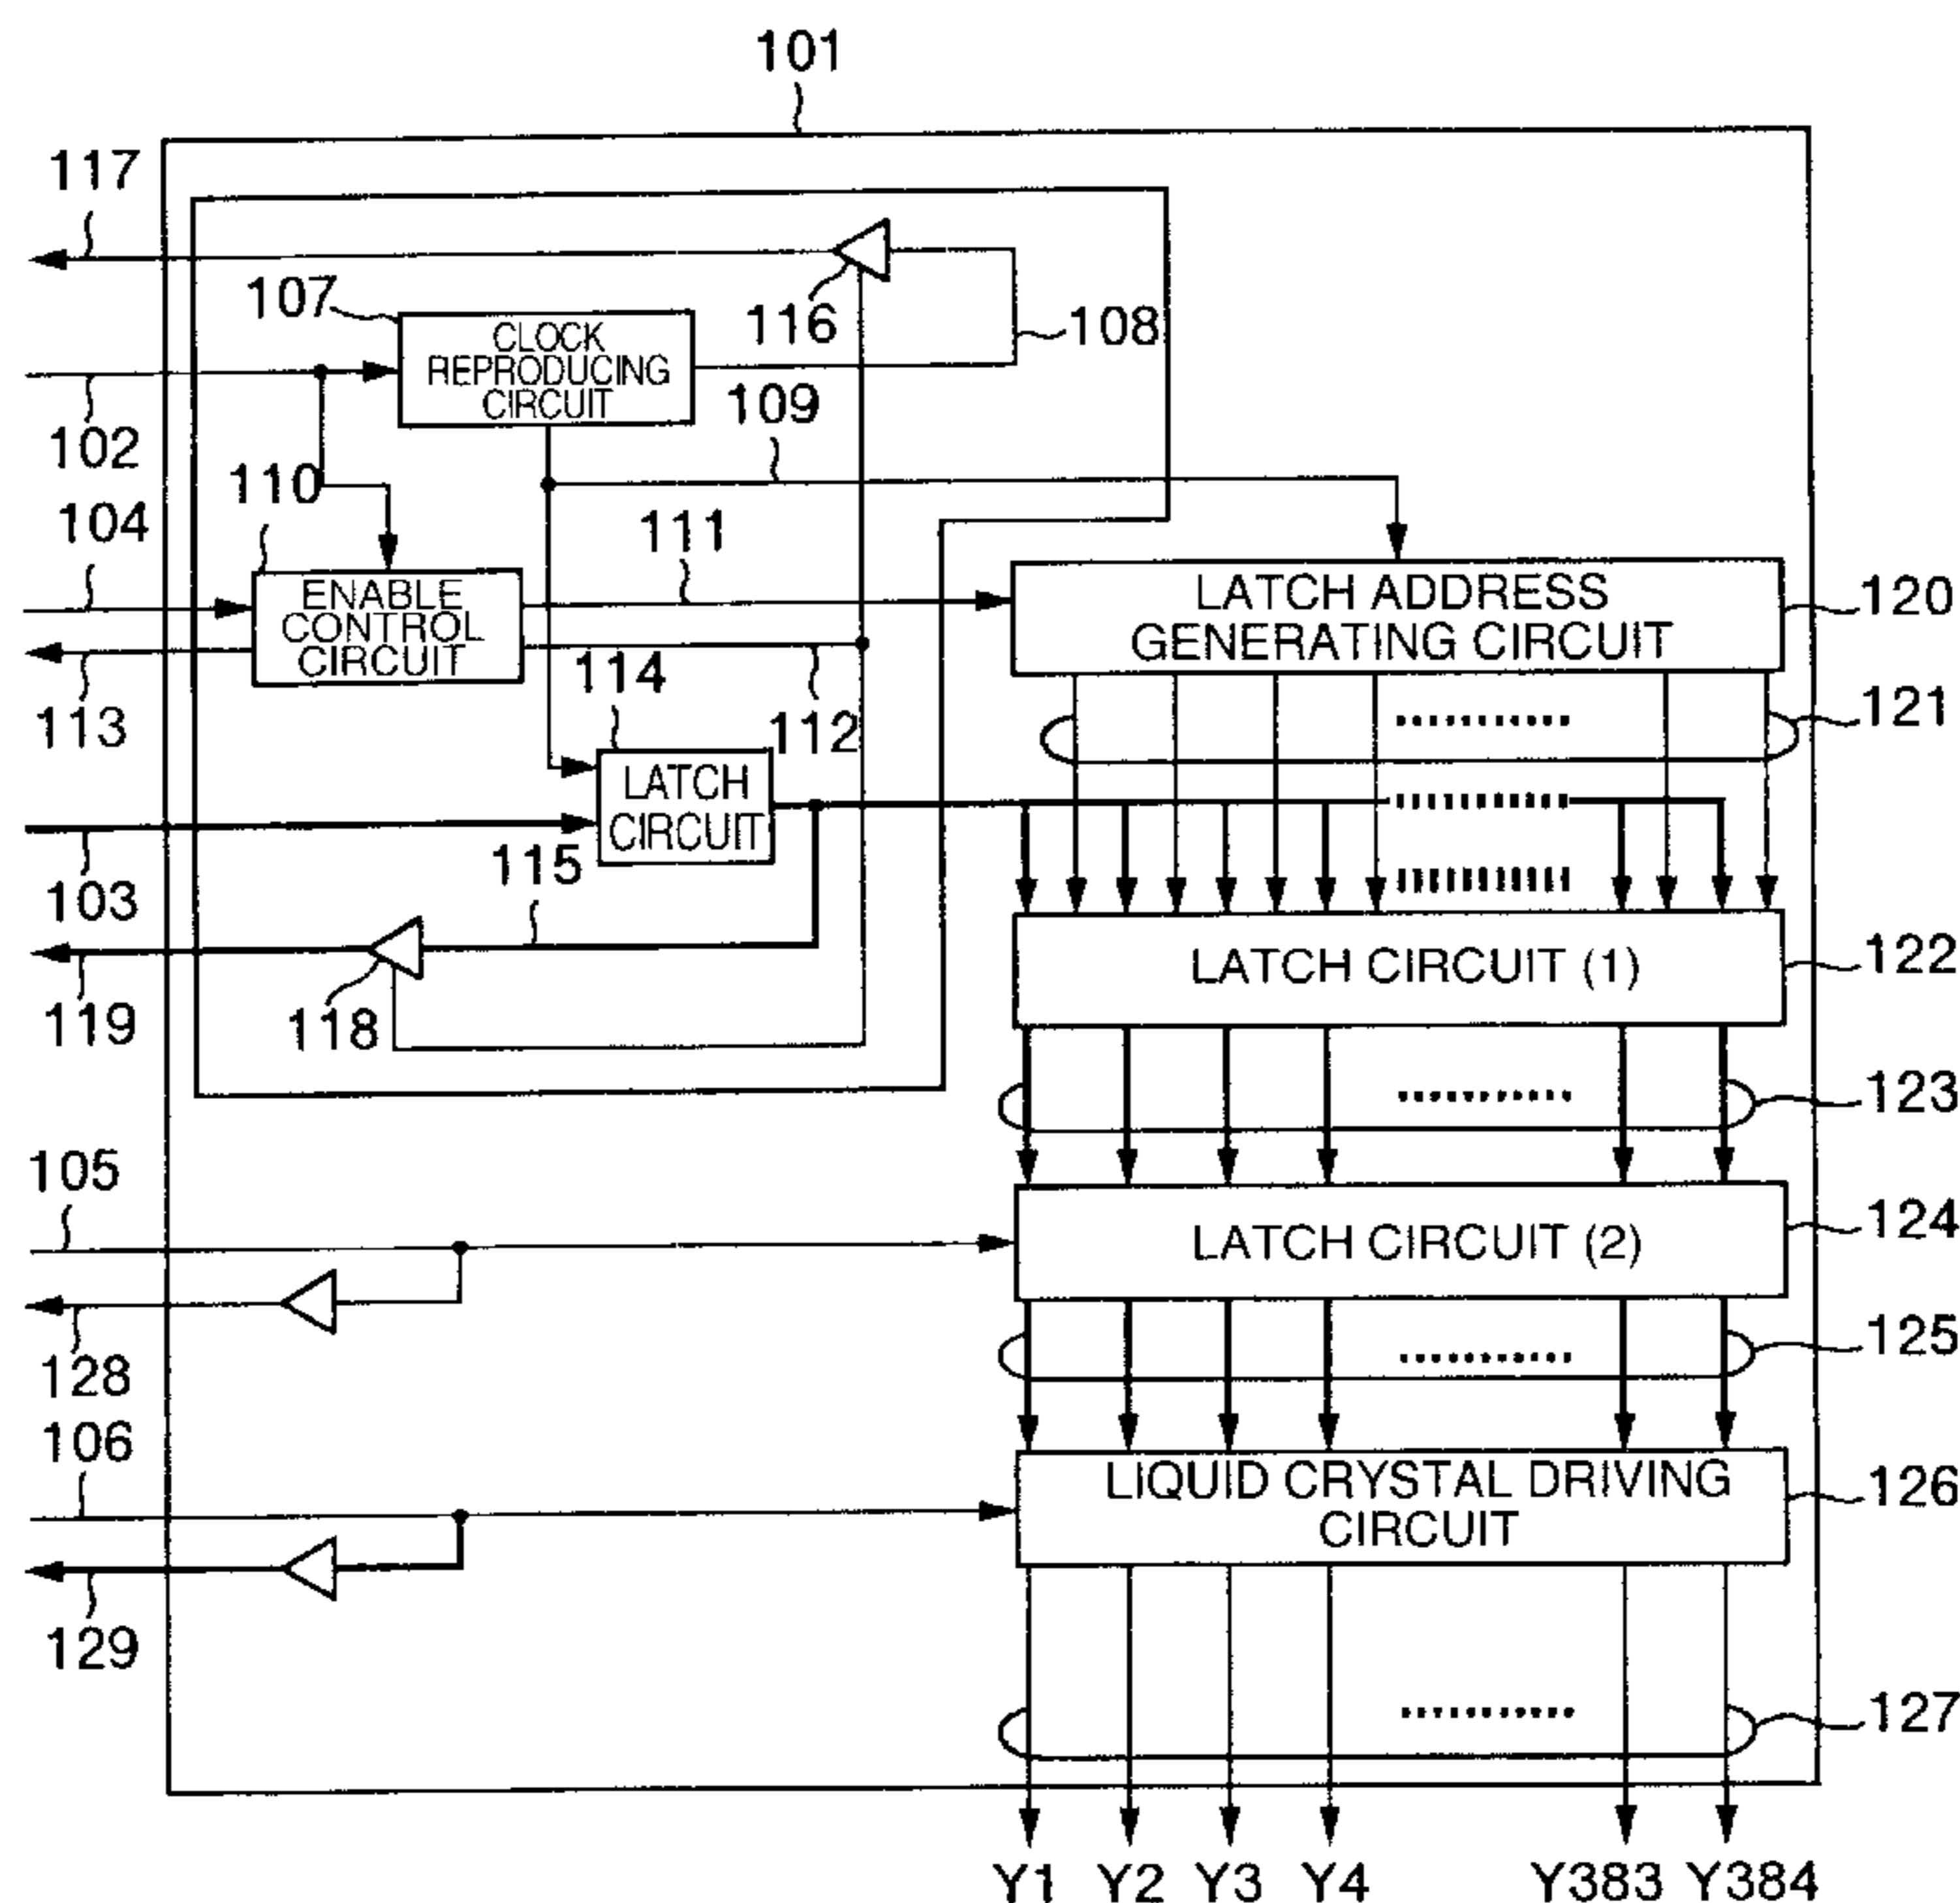 101
117
107
CLOCK
REPRODUCING
CIRCUIT
116
108
102
109
110
104
111
ENABLE
CONTROL
CIRCUIT
LATCH ADDRESS
GENERATING CIRCUIT
120
113
114
112
121
LATCH
CIRCUIT
103
115
119
118
LATCH CIRCUIT (1)
122
123
105
LATCH CIRCUIT (2)
124
128
125
106
LIQUID CRYSTAL DRIVING
CIRCUIT
126
129
127
Y1 Y2 Y3 Y4 Y383 Y384